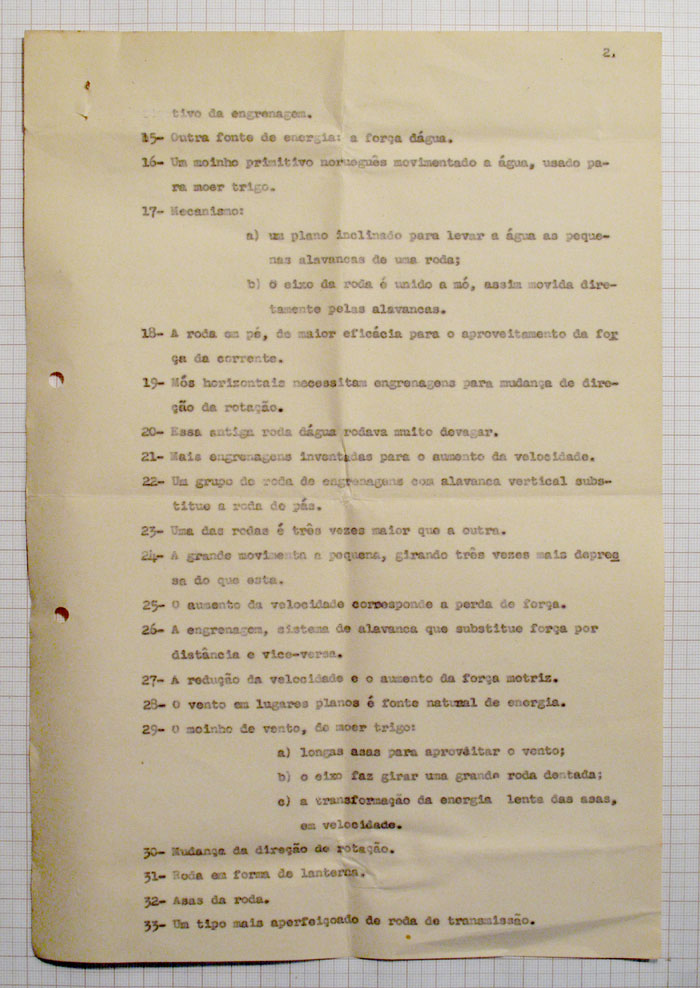 2.
tivo da engrenagem.
15- Outra fonte de energia: a força dágua.
16- Um moinho primitivo norueguês movimentado a água, usado pa-
ra moer trigo.
17- Mecanismo:
a) um plano inclinado para levar a água as peque-
nas alavancas de uma roda;
b) o eixo da roda é unido a mó, assim movida dire-
tamente pelas alavancas.
18- A roda em pé, de maior eficácia para o aproveitamento da for
ça da corrente.
19- Mós horizontais necessitam engrenagens para mudança de dire-
ção da rotação.
20- Essa antiga roda dágua rodava muito devagar.
21- Mais engrenagens inventadas para o aumento da velocidade.
22- Um grupo de roda de engrenagens com alavanca vertical subs-
titue a roda de pás.
23- Uma das rodas é três vezes maior que a outra.
24- A grande movimenta a pequena, girando três vezes mais depres
sa do que esta.
25- O aumento da velocidade corresponde a perda de força.
26- A engrenagem, sistema de alavanca que substitue força por
distância e vice-versa.
27- A redução da velocidade e o aumento da força motriz.
28- O vento em lugares planos é fonte natural de energia.
29- O moinho de vento, de moer trigo:
a) longas asas para aproveitar o vento;
b) o eixo faz girar uma grande roda dentada;
c) a transformação da energia lenta das asas,
em velocidade.
30- Mudança da direção de rotação.
31- Roda em forma de lanterna.
32- Asas da roda.
33- Um tipo mais aperfeiçoado de roda de transmissão.